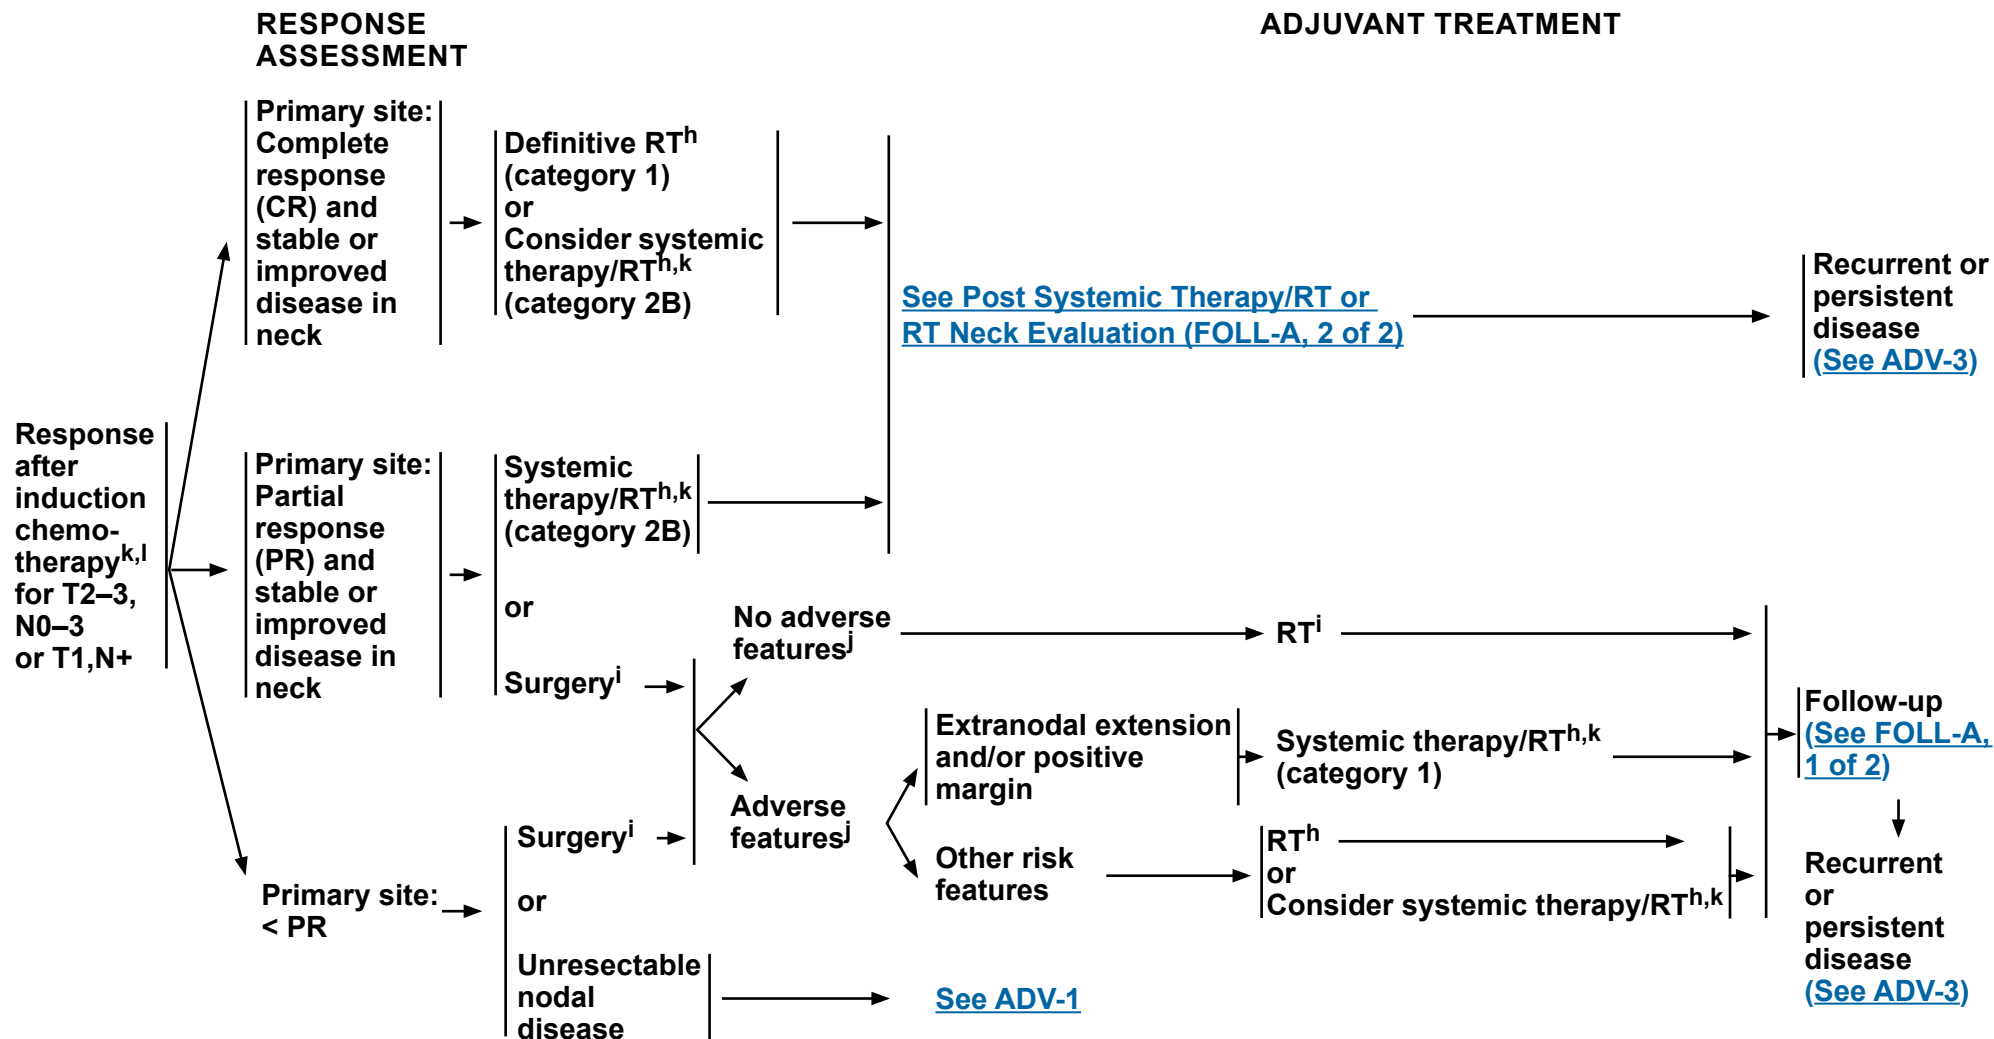 RESPONSE
ASSESSMENT
ADJUVANT TREATMENT
Response
after
induction
chemo-
therapyk,l
for T2–3,
N0–3
or T1,N+
Primary site:
Complete
response
(CR) and
stable or
improved
disease in
neck
Definitive RTh
(category 1)
or
Consider systemic
therapy/RTh,k
(category 2B)
See Post Systemic Therapy/RT or
RT Neck Evaluation (FOLL-A, 2 of 2)
Recurrent or
persistent
disease
(See ADV-3)
Primary site:
Partial
response
(PR) and
stable or
improved
disease in
neck
Systemic
therapy/RTh,k
(category 2B)
or
Surgeryi
No adverse
featuresj
RTi
Adverse
featuresj
Extranodal extension
and/or positive
margin
Systemic therapy/RTh,k
(category 1)
Other risk
features
RTh
or
Consider systemic therapy/RTh,k
Follow-up
(See FOLL-A,
1 of 2)
Recurrent
or
persistent
disease
(See ADV-3)
Primary site:
< PR
Surgeryi
or
Unresectable
nodal
disease
See ADV-1